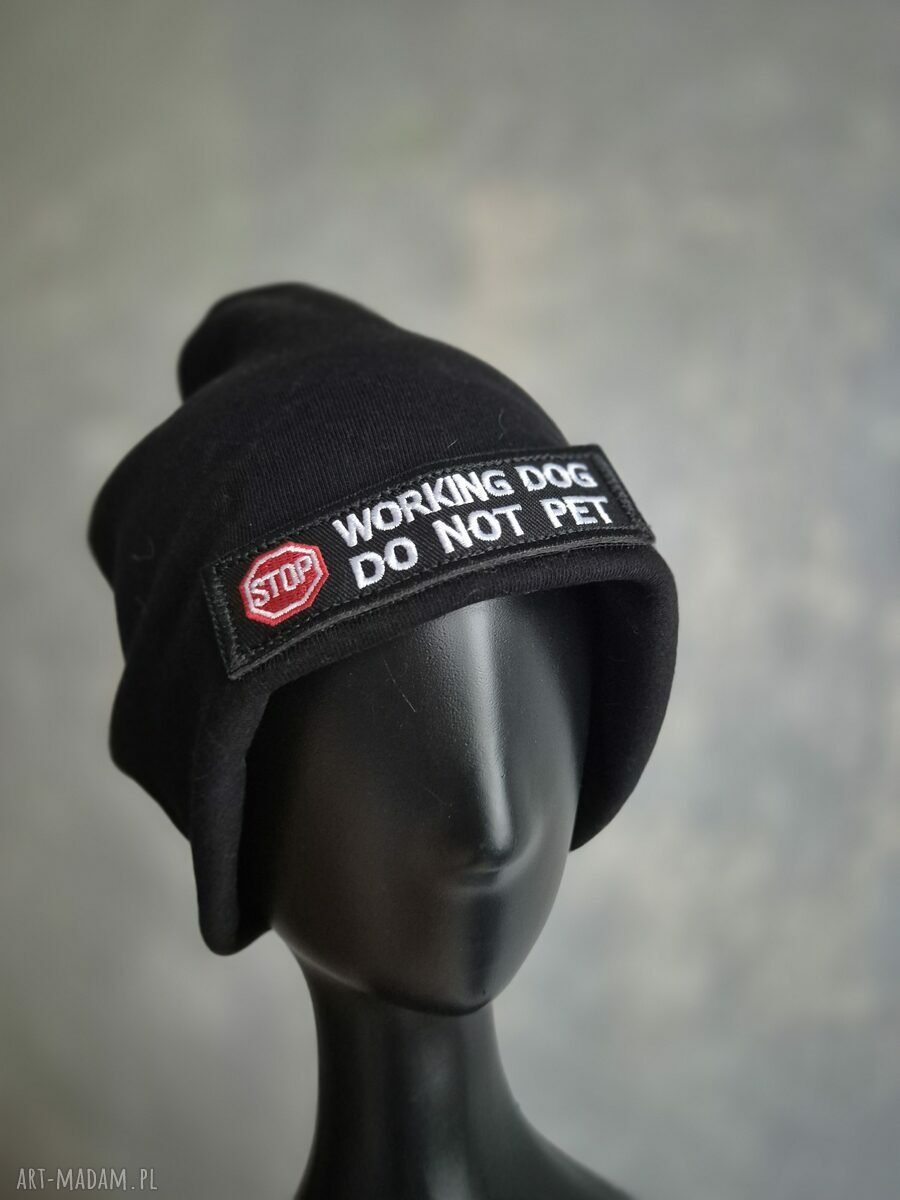 STOP
WORKING DOG
DO NOT PET
ART-MADAM.PL